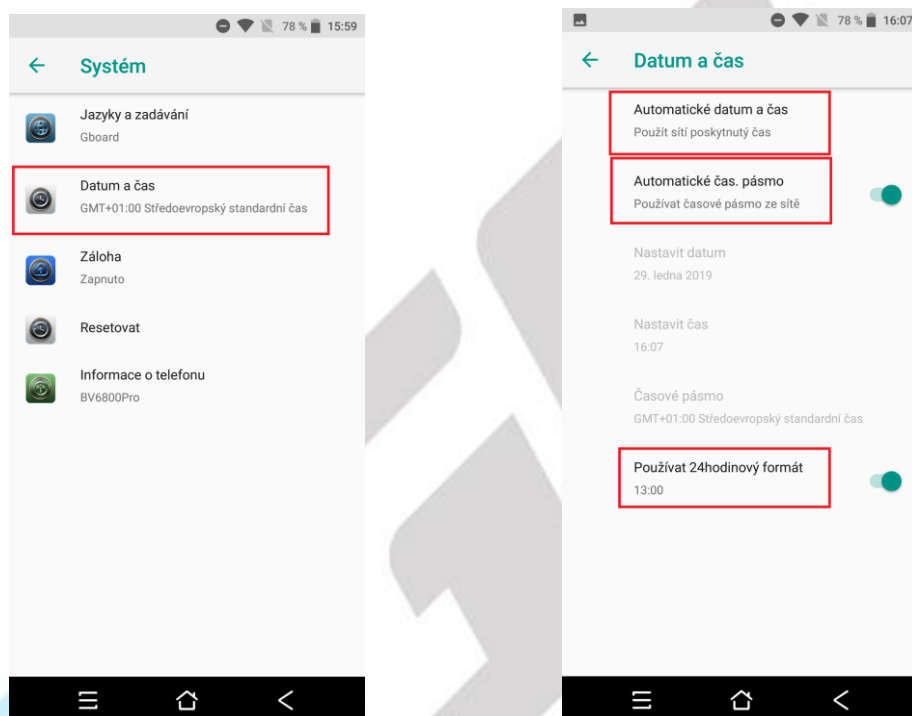 78 % 15:59
Systém
Jazyky a zadávání
Gboard
Datum a čas
GMT+01:00 Středoevropský standardní čas
Záloha
Zapnuto
Resetovat
Informace o telefonu
BV6800Pro
78 % 16:07
Datum a čas
Automatické datum a čas
Použít sítí poskytnutý čas
Automatické čas. pásmo
Používat časové pásmo ze sítě
Nastavit datum
29. ledna 2019
Nastavit čas
16:07
Časové pásmo
GMT+01:00 Středoevropský standardní čas
Používat 24hodinový formát
13:00